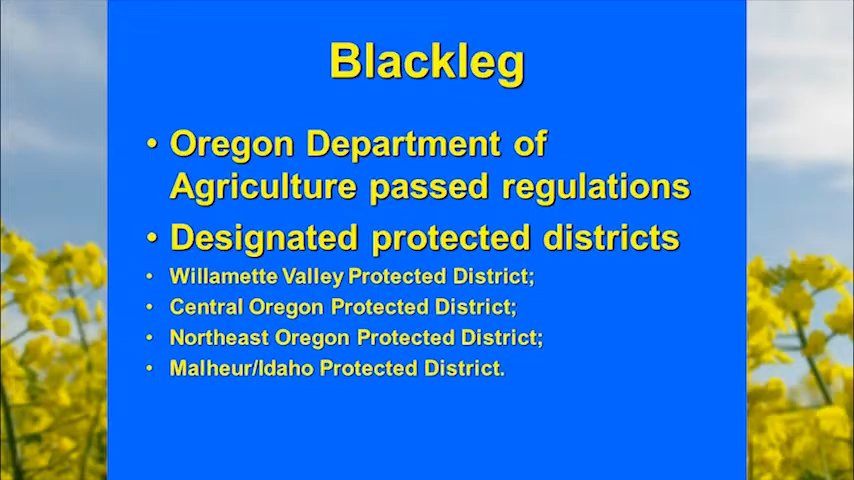 Blackleg
• Oregon Department of
Agriculture passed regulations
• Designated protected districts
• Willamette Valley Protected District;
• Central Oregon Protected District;
• Northeast Oregon Protected District;
• Malheur/Idaho Protected District.